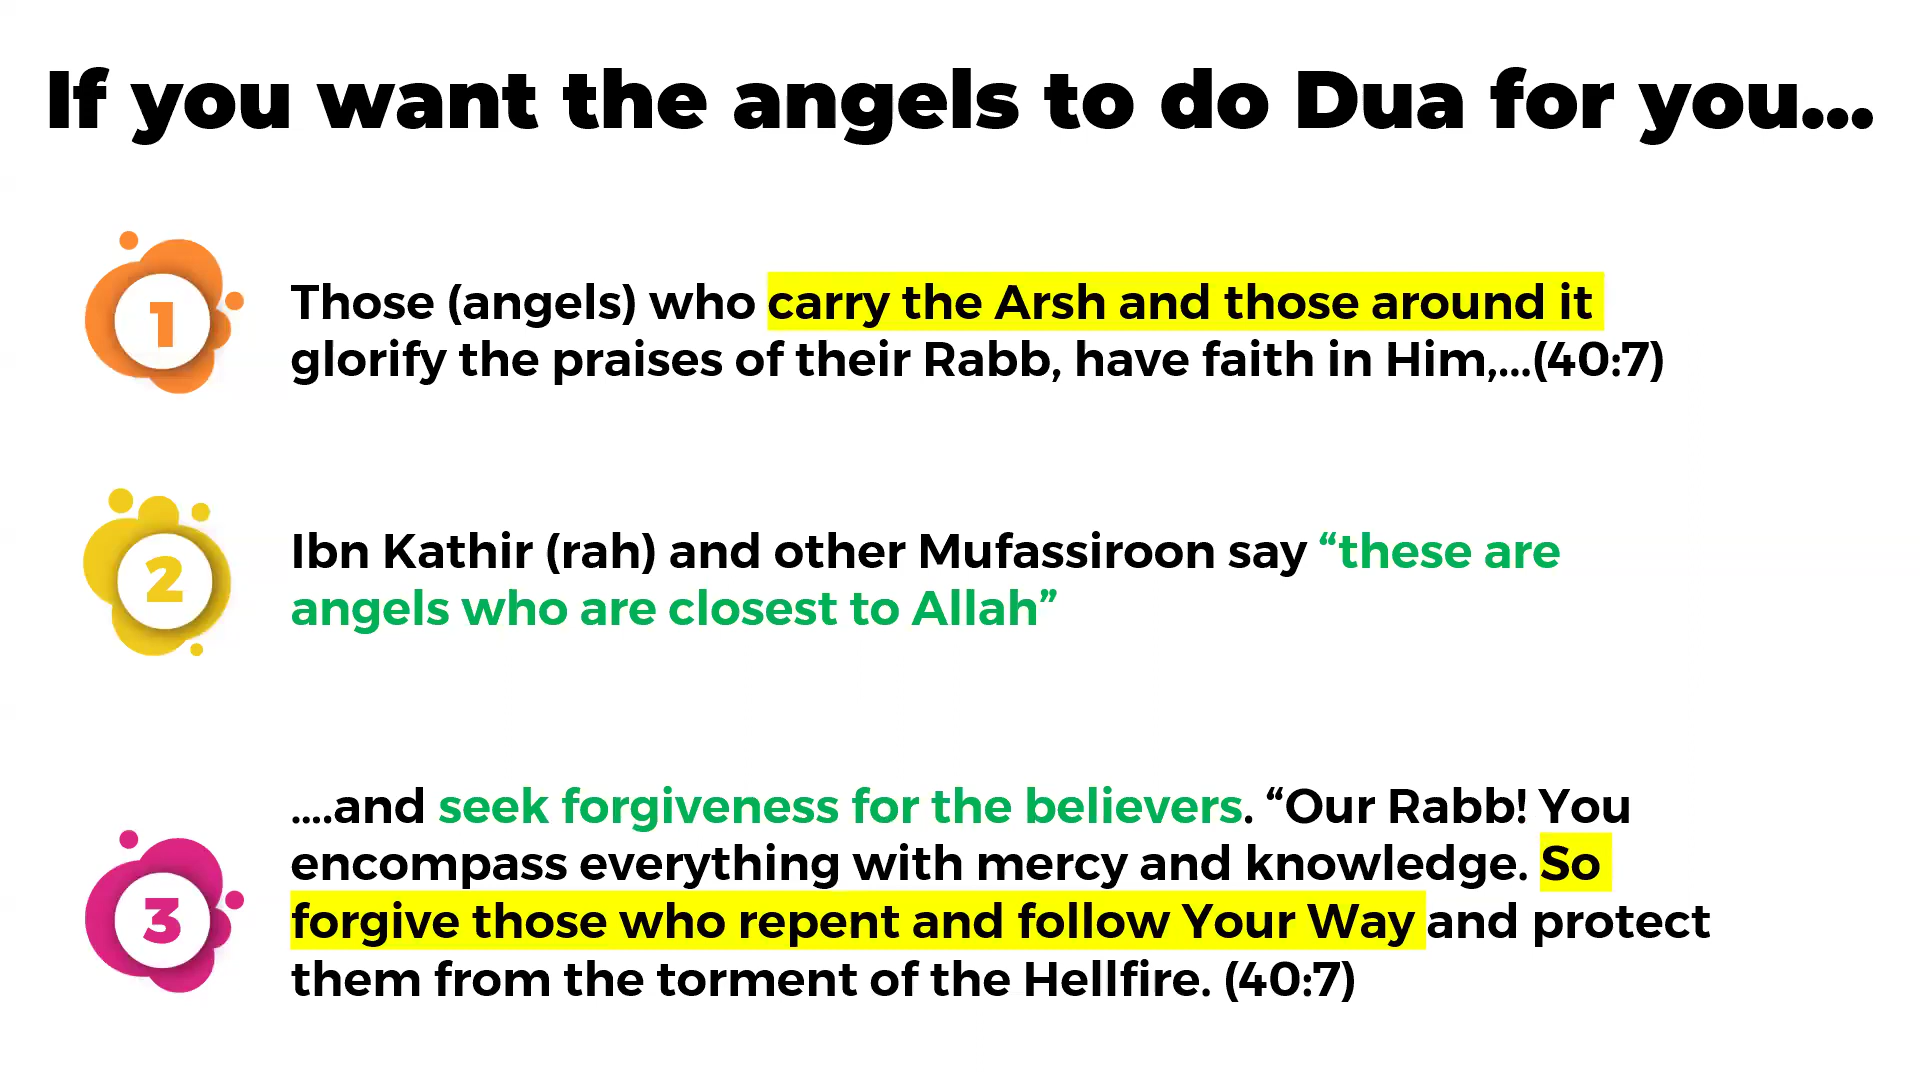 If you want the angels to do Dua for you...
1
Those (angels) who carry the Arsh and those around it
glorify the praises of their Rabb, have faith in Him,...(40:7)
2
Ibn Kathir (rah) and other Mufassiroon say “these are
angels who are closest to Allah”
3
....and seek forgiveness for the believers. “Our Rabb! You
encompass everything with mercy and knowledge. So
forgive those who repent and follow Your Way and protect
them from the torment of the Hellfire. (40:7)